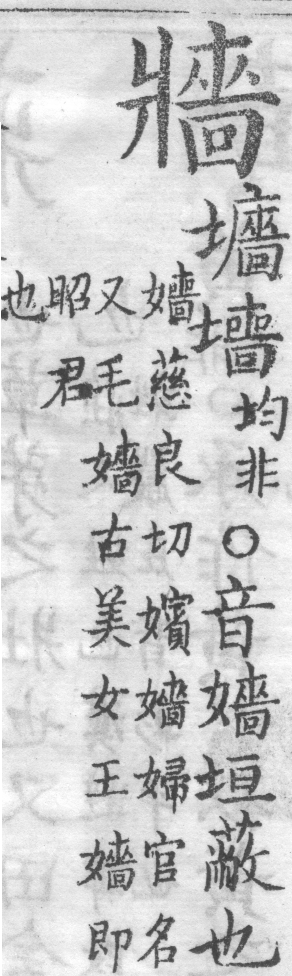 牆
墻均非〇音嬙垣蔽也
嬙慈良切嬪嬙婦官名
又毛嬙古美女王嬙即
昭君
也